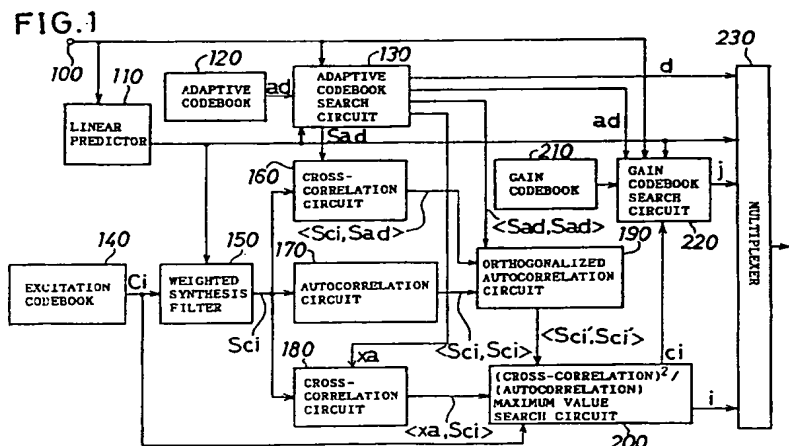 FIG.1
100
110
LINEAR
PREDICTOR
120
ADAPTIVE
CODEBOOK
ad
130
ADAPTIVE
CODEBOOK
SEARCH
CIRCUIT
Sad
d
ad
230
MULTIPLEXER
160
CROSS-
CORRELATION
CIRCUIT
<Sci,Sad>
210
GAIN
CODEBOOK
GAIN
CODEBOOK
SEARCH
CIRCUIT
220
j
<Sad,Sad>
140
EXCITATION
CODEBOOK
Ci
150
WEIGHTED
SYNTHESIS
FILTER
Sci
170
AUTOCORRELATION
CIRCUIT
<Sci,Sci>
190
ORTHOGONALIZED
AUTOCORRELATION
CIRCUIT
<Sci',Sci'>
180
CROSS-
CORRELATION
CIRCUIT
xa
<xa,Sci>
ci
(CROSS-CORRELATION)²/
(AUTOCORRELATION)
MAXIMUM VALUE
SEARCH CIRCUIT
200
i